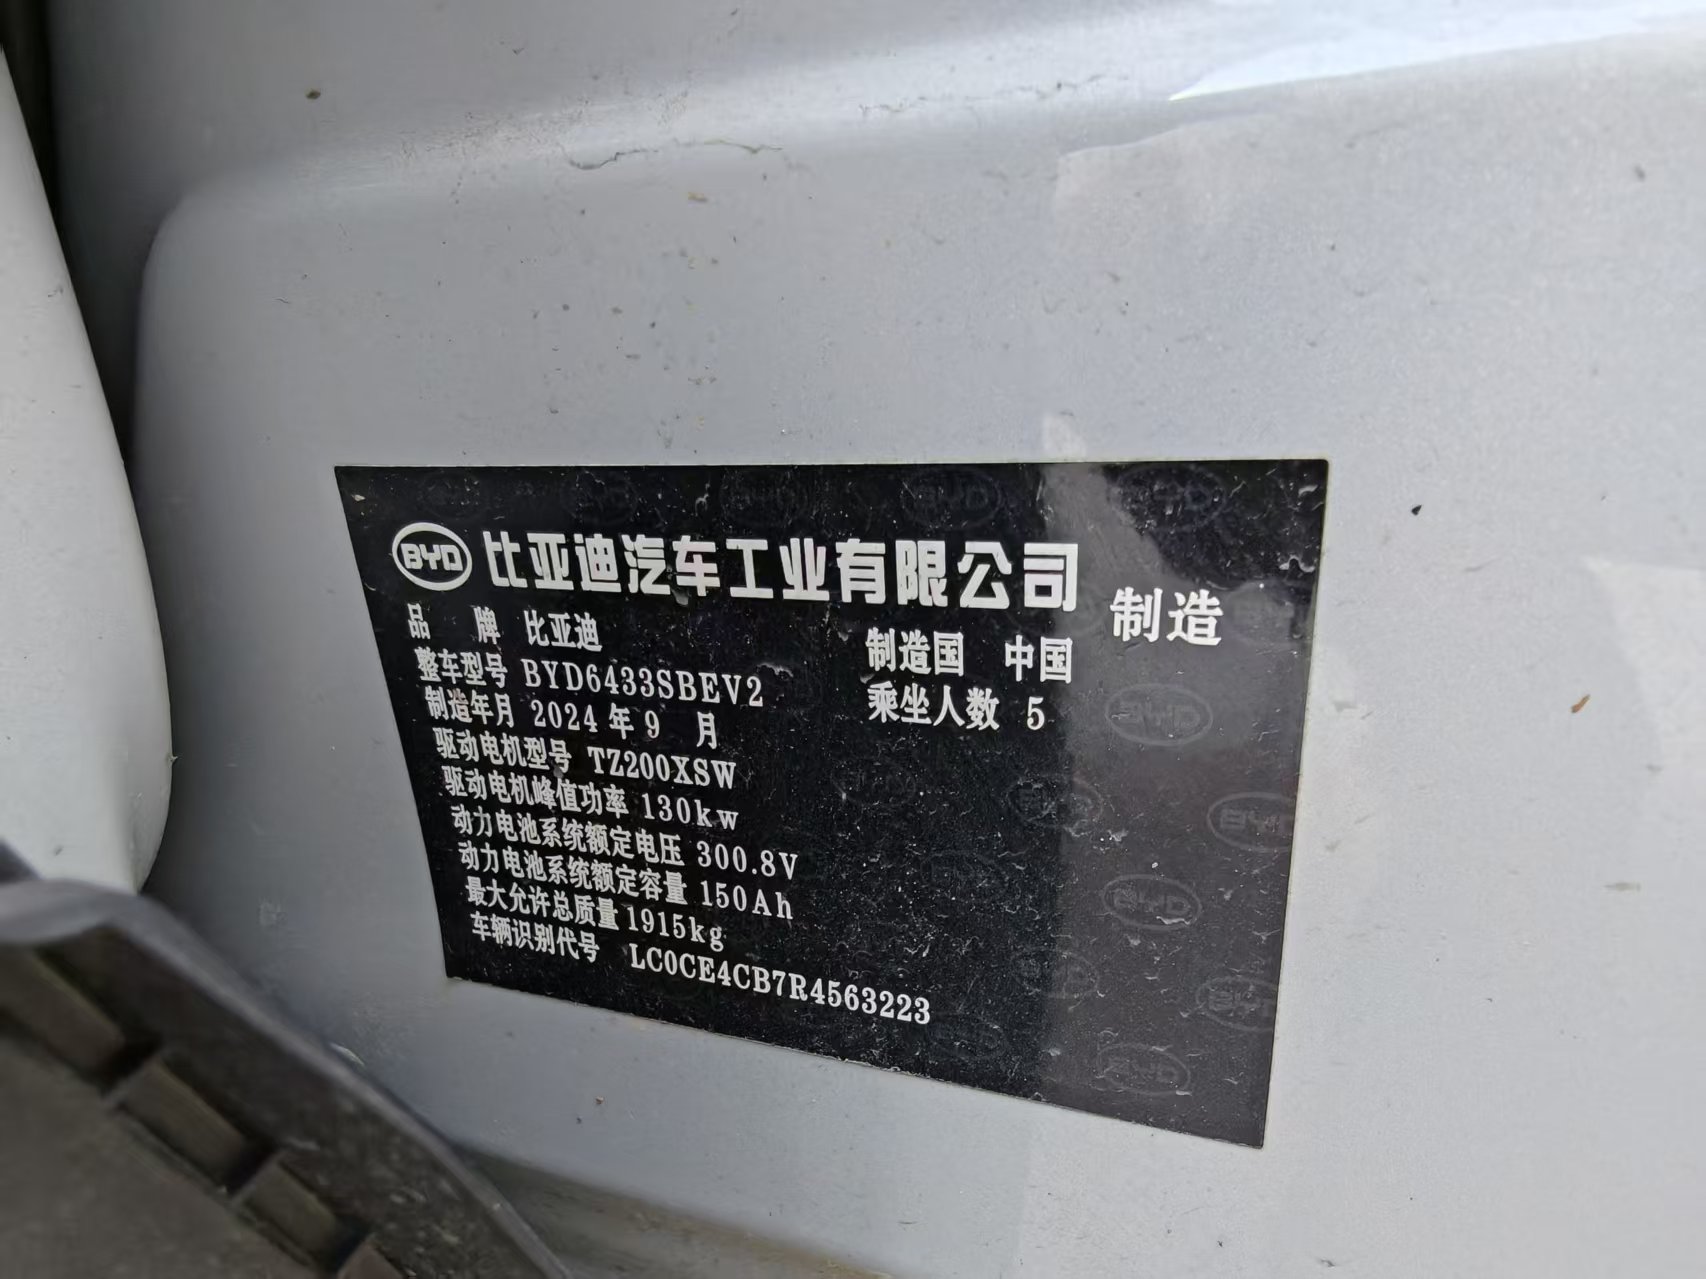 BYD 比亚迪汽车工业有限公司 制造
品 牌 比亚迪 制造国 中国
整车型号 BYD6433SBEV2 乘坐人数 5
制造年月 2024 年 9 月
驱动电机型号 TZ200XSW
驱动电机峰值功率 130kw
动力电池系统额定电压 300.8V
动力电池系统额定容量 150Ah
最大允许总质量 1915kg
车辆识别代号 LC0CE4CB7R4563223